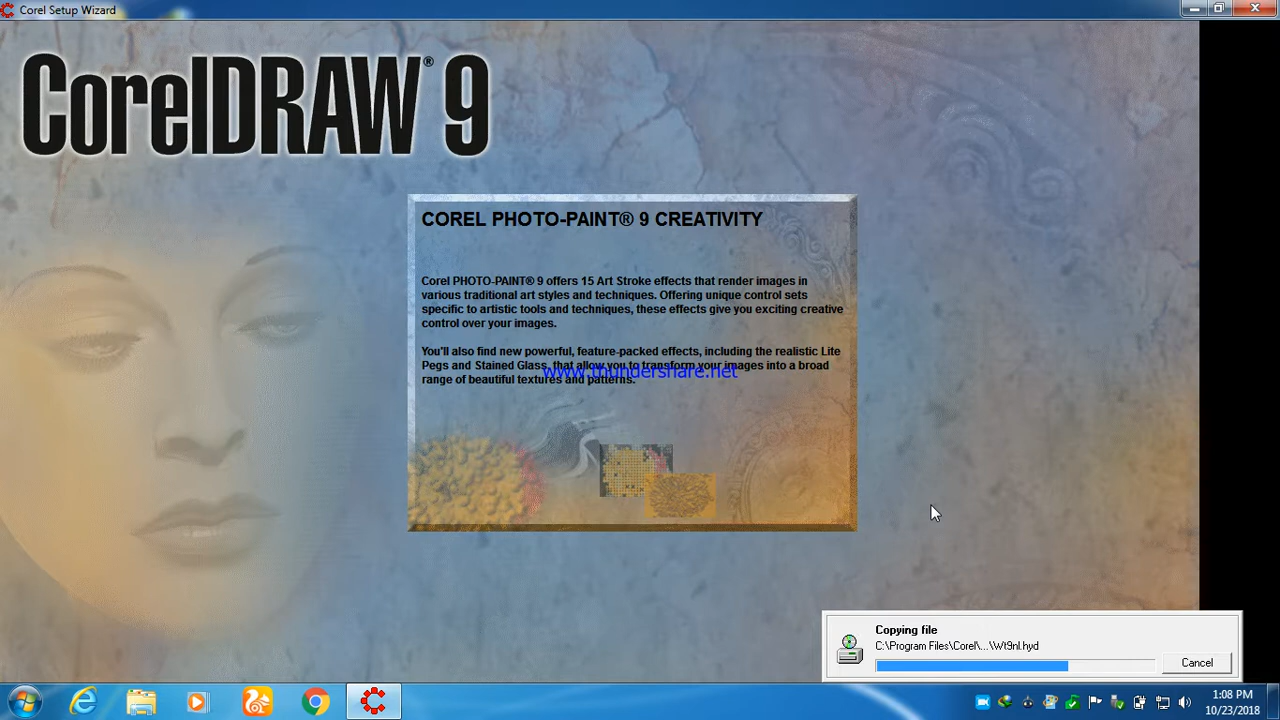 Corel Setup Wizard
CorelDRAW® 9
COREL PHOTO-PAINT® 9 CREATIVITY
Corel PHOTO-PAINT® 9 offers 15 Art Stroke effects that render images in
various traditional art styles and techniques. Offering unique control sets
specific to artistic tools and techniques, these effects give you exciting creative
control over your images.
You'll also find new powerful, feature-packed effects, including the realistic Lite
Pegs and Stained Glass, that allow you to transform your images into a broad
www.thundershare.net
range of beautiful textures and patterns.
Copying file
C:\Program Files\Corel\...\Wt9nl.hyd
Cancel
1:08 PM
10/23/2018